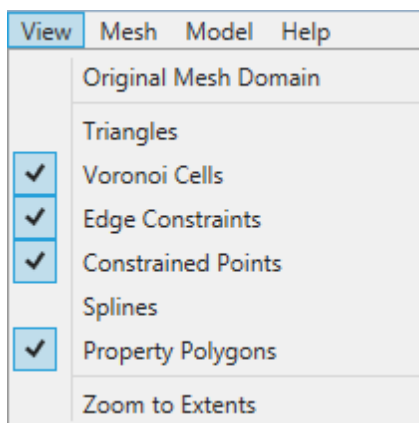 View Mesh Model Help
Original Mesh Domain
Triangles
Voronoi Cells
Edge Constraints
Constrained Points
Splines
Property Polygons
Zoom to Extents